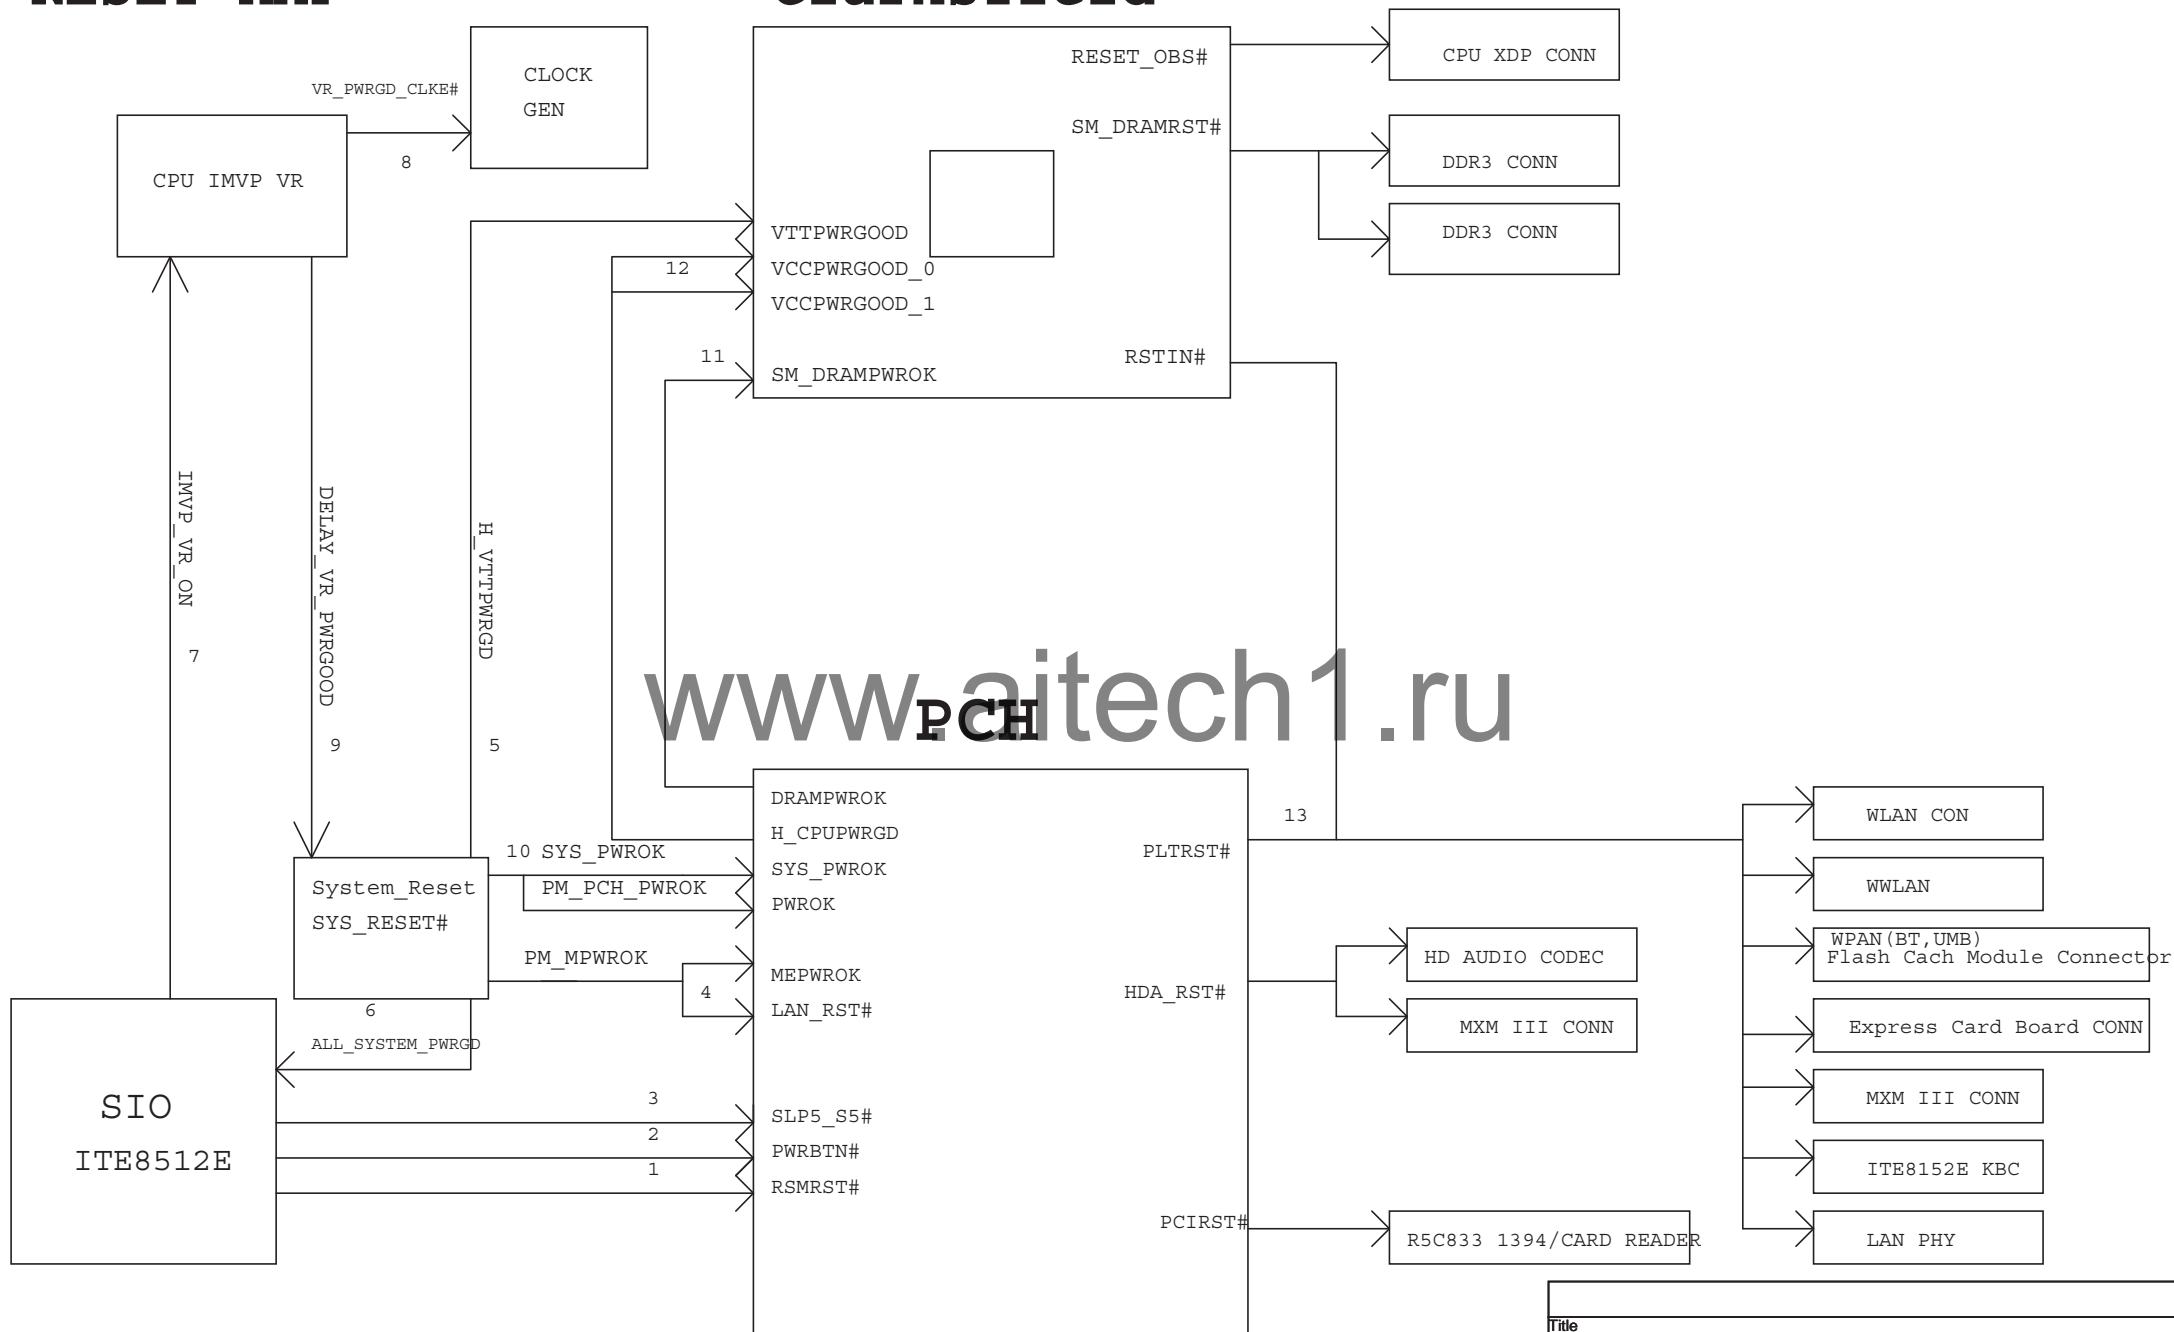 CLOCK
GEN
VR_PWRGD_CLKE#
8
CPU IMVP VR
RESET_OBS#
CPU XDP CONN
SM_DRAMRST#
DDR3 CONN
DDR3 CONN
VTTPWRGOOD
12
VCCPWRGOOD_0
VCCPWRGOOD_1
11
SM_DRAMPWROK
RSTIN#
IMVP_VR_ON
7
DELAY_VR_PWRGOOD
9
H_VTTPWRGD
5
www.aitech1.ru
PCH
DRAMPWROK
H_CPUPWRGD
10 SYS_PWROK
SYS_PWROK
PM_PCH_PWROK
PWROK
System_Reset
SYS_RESET#
PM_MPWROK
4
MEPWROK
LAN_RST#
6
ALL_SYSTEM_PWRGD
SIO
ITE8512E
3
SLP5_S5#
2
PWRBTN#
1
RSMRST#
PLTRST#
13
HDA_RST#
HD AUDIO CODEC
MXM III CONN
PCIRST#
R5C833 1394/CARD READER
WLAN CON
WWLAN
WPAN(BT,UMB)
Flash Cach Module Connector
Express Card Board CONN
MXM III CONN
ITE8152E KBC
LAN PHY
Title